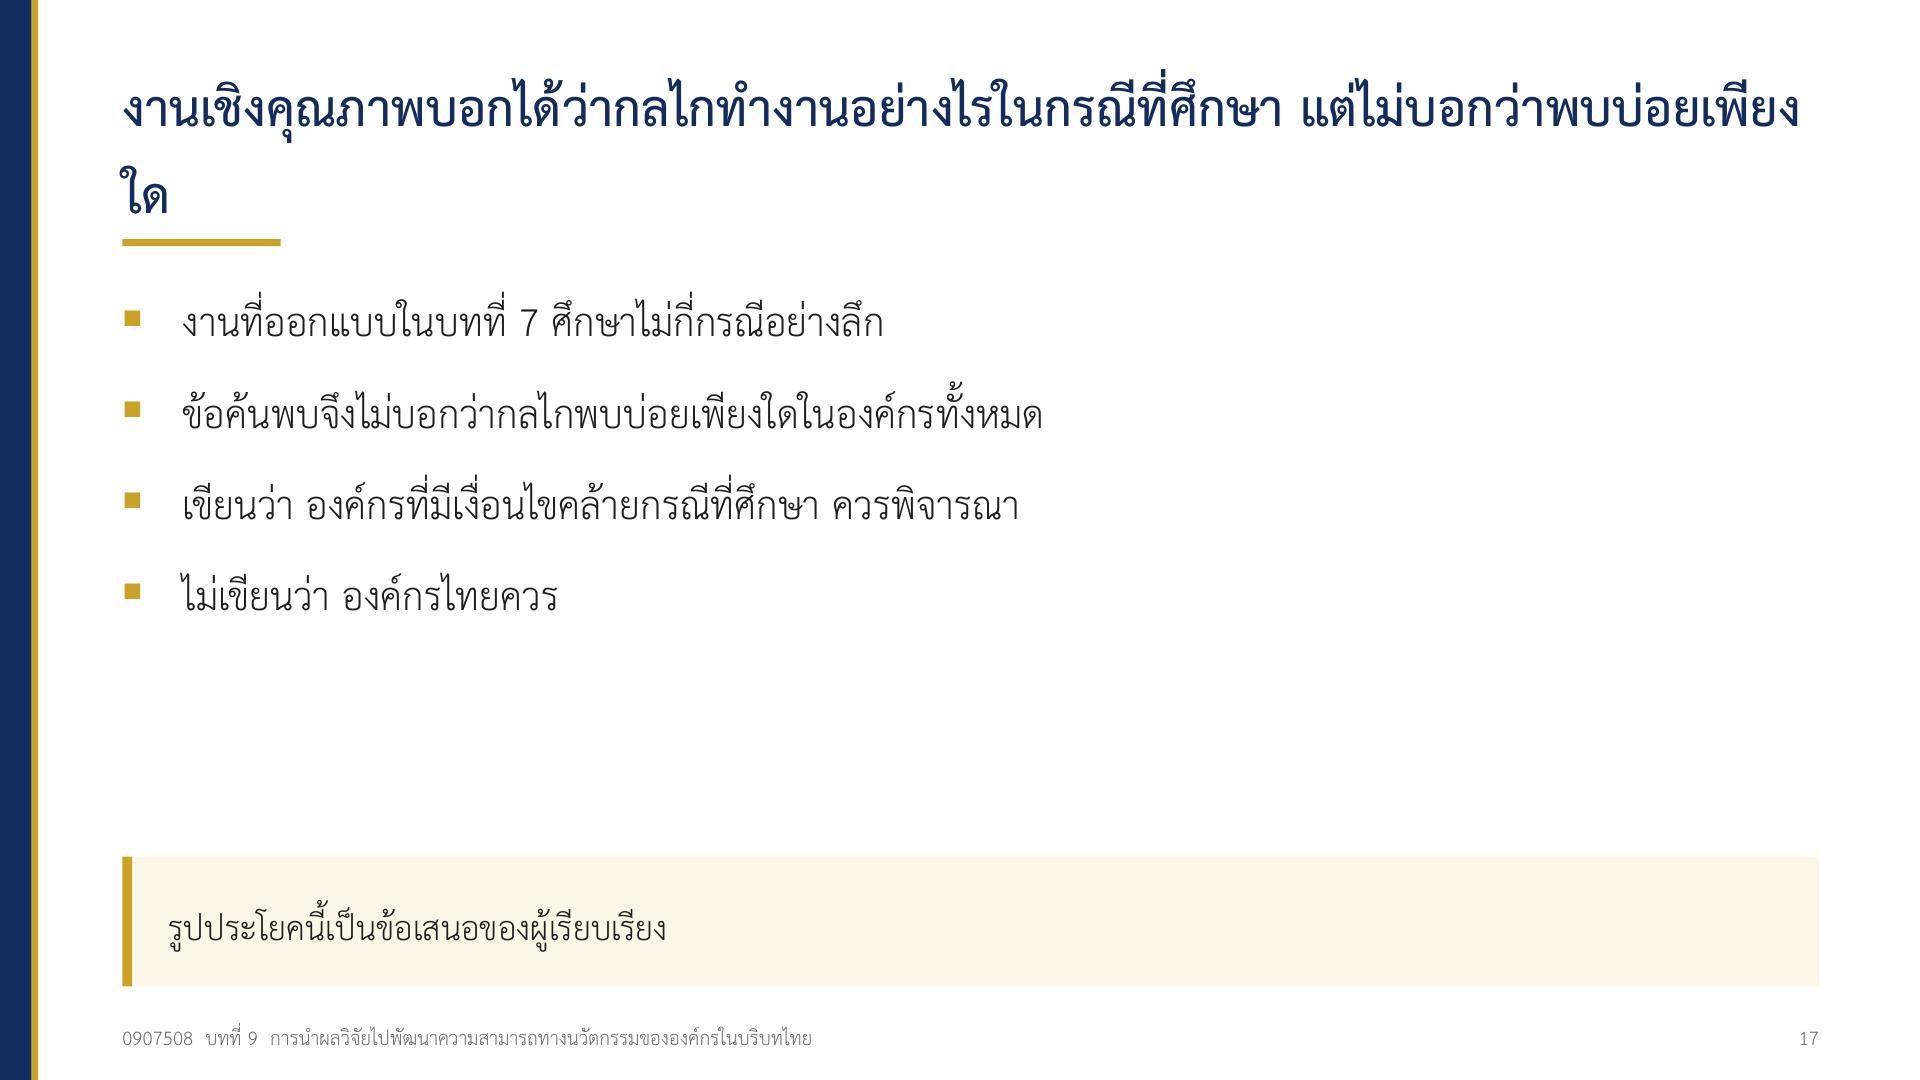 งานเชิงคุณภาพบอกได้ว่ากลไกทำงานอย่างไรในกรณีที่ศึกษา แต่ไม่บอกว่าพบบ่อยเพียง
ใด
งานที่ออกแบบในบทที่ 7 ศึกษาไม่กี่กรณีอย่างลึก
ข้อค้นพบจึงไม่บอกว่ากลไกพบบ่อยเพียงใดในองค์กรทั้งหมด
เขียนว่า องค์กรที่มีเงื่อนไขคล้ายกรณีที่ศึกษา ควรพิจารณา
ไม่เขียนว่า องค์กรไทยควร
รูปประโยคนี้เป็นข้อเสนอของผู้เรียบเรียง
0907508 บทที่ 9 การนำผลวิจัยไปพัฒนาความสามารถทางนวัตกรรมขององค์กรในบริบทไทย
17